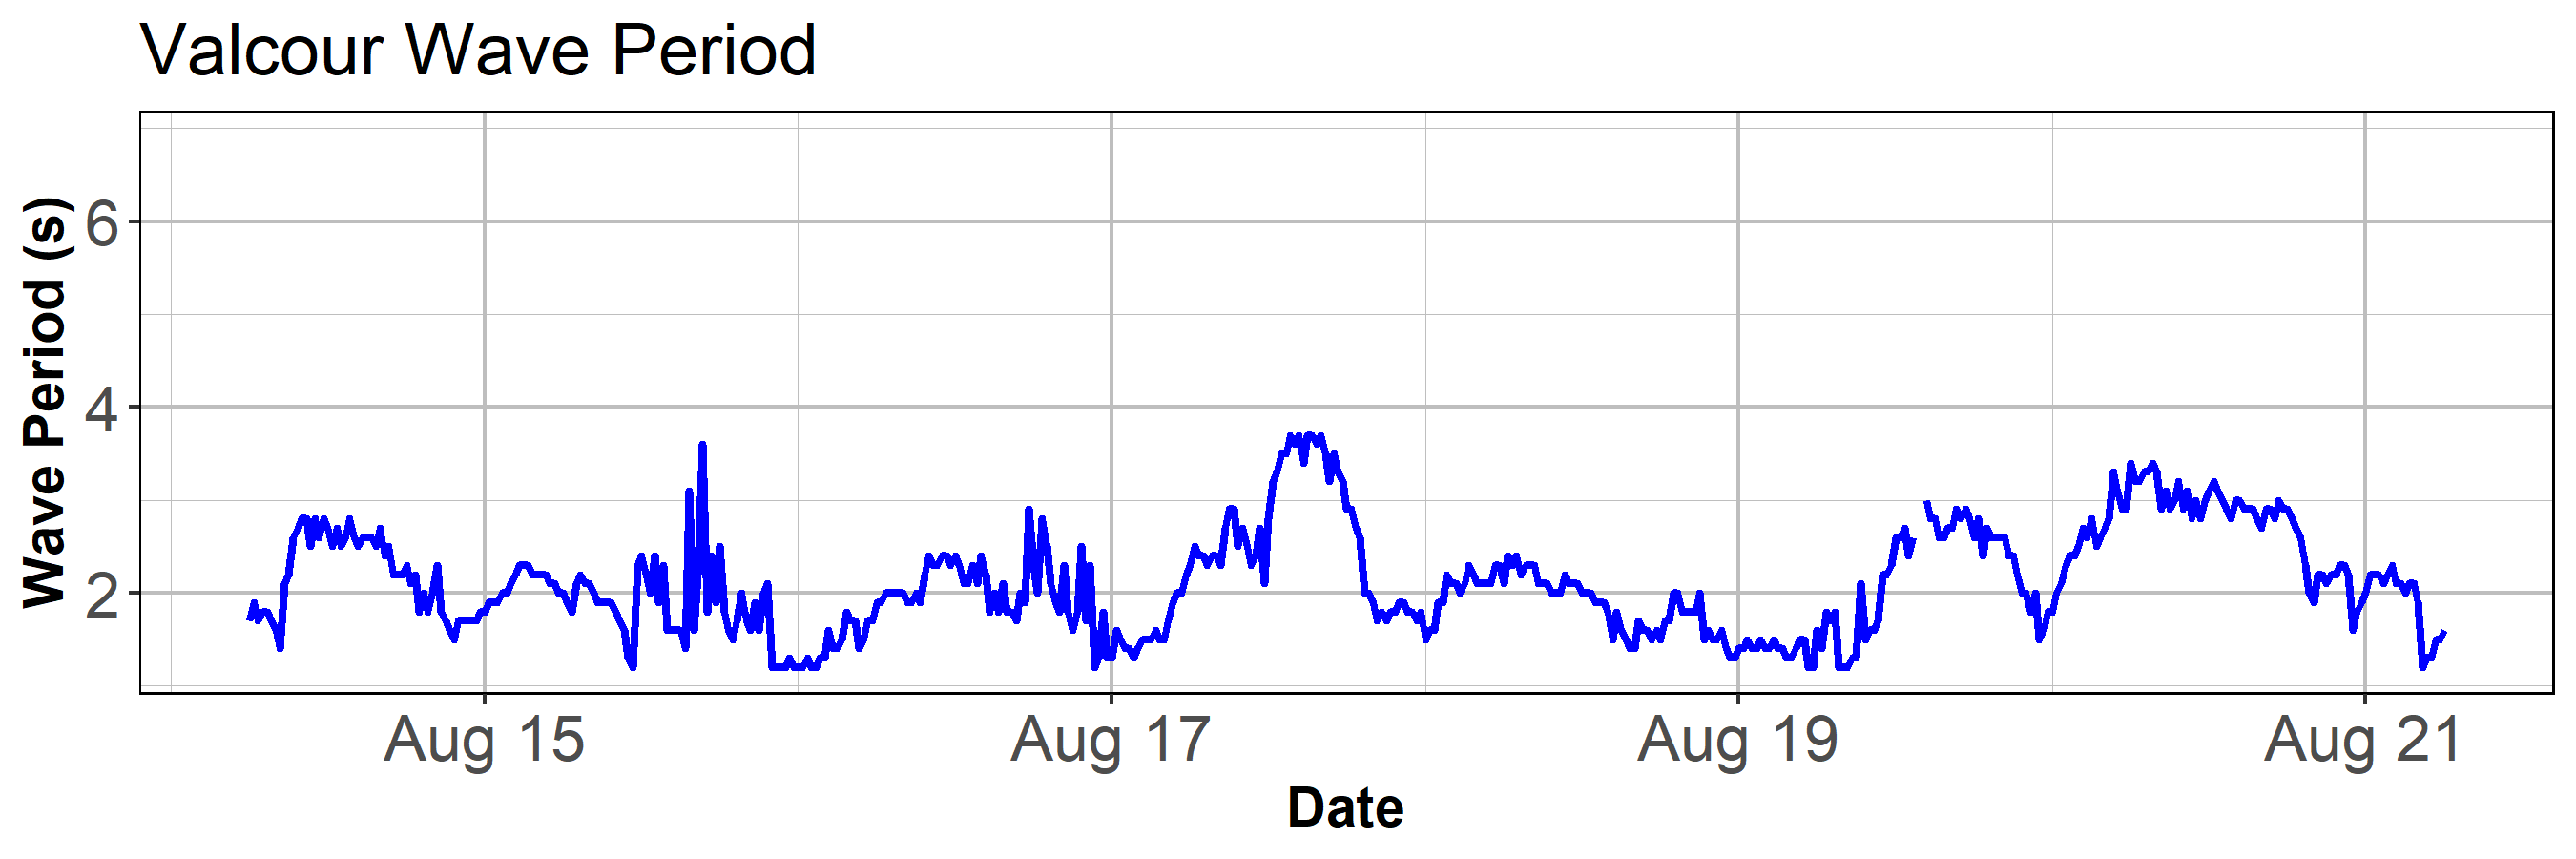 Valcour Wave Period
Wave Period (s)
6
4
2
Aug 15 Aug 17 Aug 19 Aug 21
Date